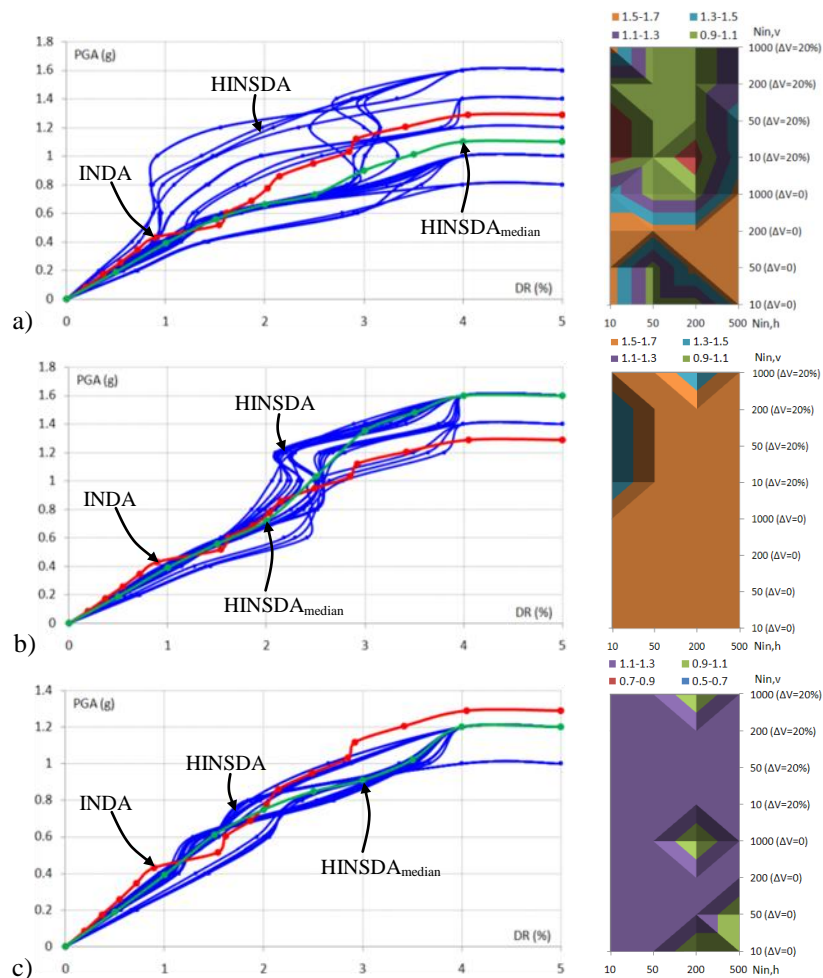 PGA (g)
1.8
1.6
1.4
1.2
1
0.8
0.6
0.4
0.2
0
HINSDA
INDA
HINSDAmedian
DR (%)
0 1 2 3 4 5
a)
1.5-1.7 1.3-1.5
1.1-1.3 0.9-1.1
Nin,v
1000 (ΔV=20%)
200 (ΔV=20%)
50 (ΔV=20%)
10 (ΔV=20%)
1000 (ΔV=0)
200 (ΔV=0)
50 (ΔV=0)
10 (ΔV=0)
10 50 200 500
Nin,h
PGA (g)
1.8
1.6
1.4
1.2
1
0.8
0.6
0.4
0.2
0
HINSDA
INDA
HINSDAmedian
DR (%)
0 1 2 3 4 5
b)
1.5-1.7 1.3-1.5
1.1-1.3 0.9-1.1
Nin,v
1000 (ΔV=20%)
200 (ΔV=20%)
50 (ΔV=20%)
10 (ΔV=20%)
1000 (ΔV=0)
200 (ΔV=0)
50 (ΔV=0)
10 (ΔV=0)
10 50 200 500
Nin,h
PGA (g)
1.4
1.2
1
0.8
0.6
0.4
0.2
0
HINSDA
INDA
HINSDAmedian
DR (%)
0 1 2 3 4 5
c)
1.1-1.3 0.9-1.1
0.7-0.9 0.5-0.7
Nin,v
1000 (ΔV=20%)
200 (ΔV=20%)
50 (ΔV=20%)
10 (ΔV=20%)
1000 (ΔV=0)
200 (ΔV=0)
50 (ΔV=0)
10 (ΔV=0)
10 50 200 500
Nin,h